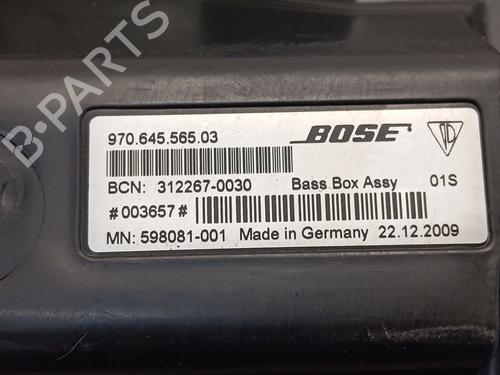 B-PARTS
970.645.565.03 BOSE
BCN: 312267-0030 Bass Box Assy 01S
#003657#
MN: 598081-001 Made in Germany 22.12.2009